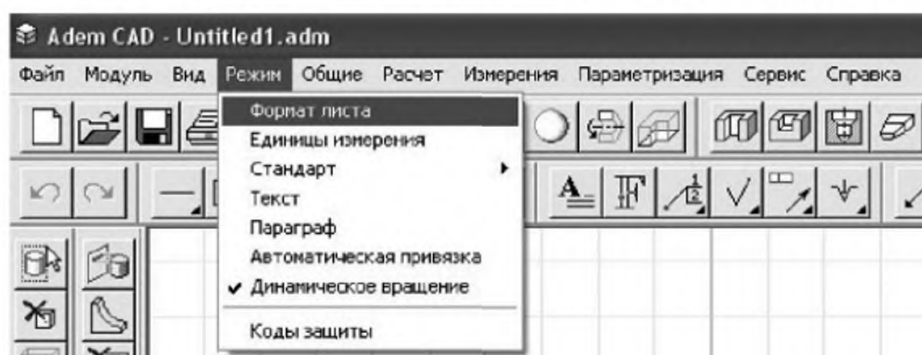 Adem CAD - Untitled1.adm
Файл Модуль Вид Режим Общие Расчет Измерения Параметризация Сервис Справка
Формат листа
Единицы измерения
Стандарт
Текст
Параграф
Автоматическая привязка
Динамическое вращение
Коды защиты